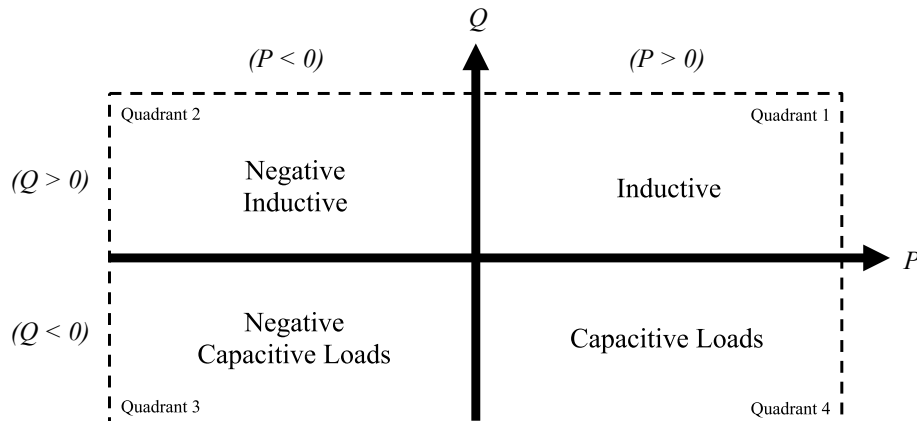 Q
(P < 0)
(P > 0)
Quadrant 2
Quadrant 1
(Q > 0)
Negative
Inductive
Inductive
P
(Q < 0)
Negative
Capacitive Loads
Capacitive Loads
Quadrant 3
Quadrant 4